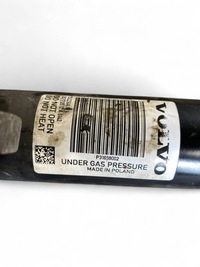 DO NOT OPEN
DO NOT HEAT
P31658002
UNDER GAS PRESSURE
MADE IN POLAND
VOLVO